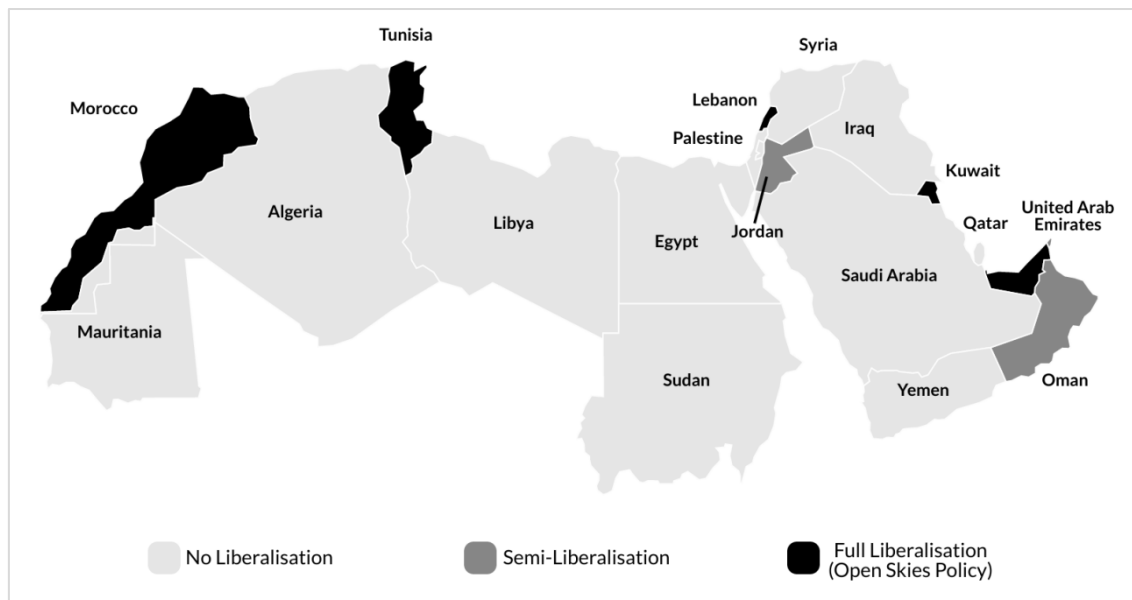 Tunisia
Syria
Morocco
Lebanon
Palestine
Iraq
Kuwait
Algeria
Libya
Egypt
Jordan
Qatar
United Arab
Emirates
Saudi Arabia
Mauritania
Sudan
Yemen
Oman
No Liberalisation
Semi-Liberalisation
Full Liberalisation
(Open Skies Policy)